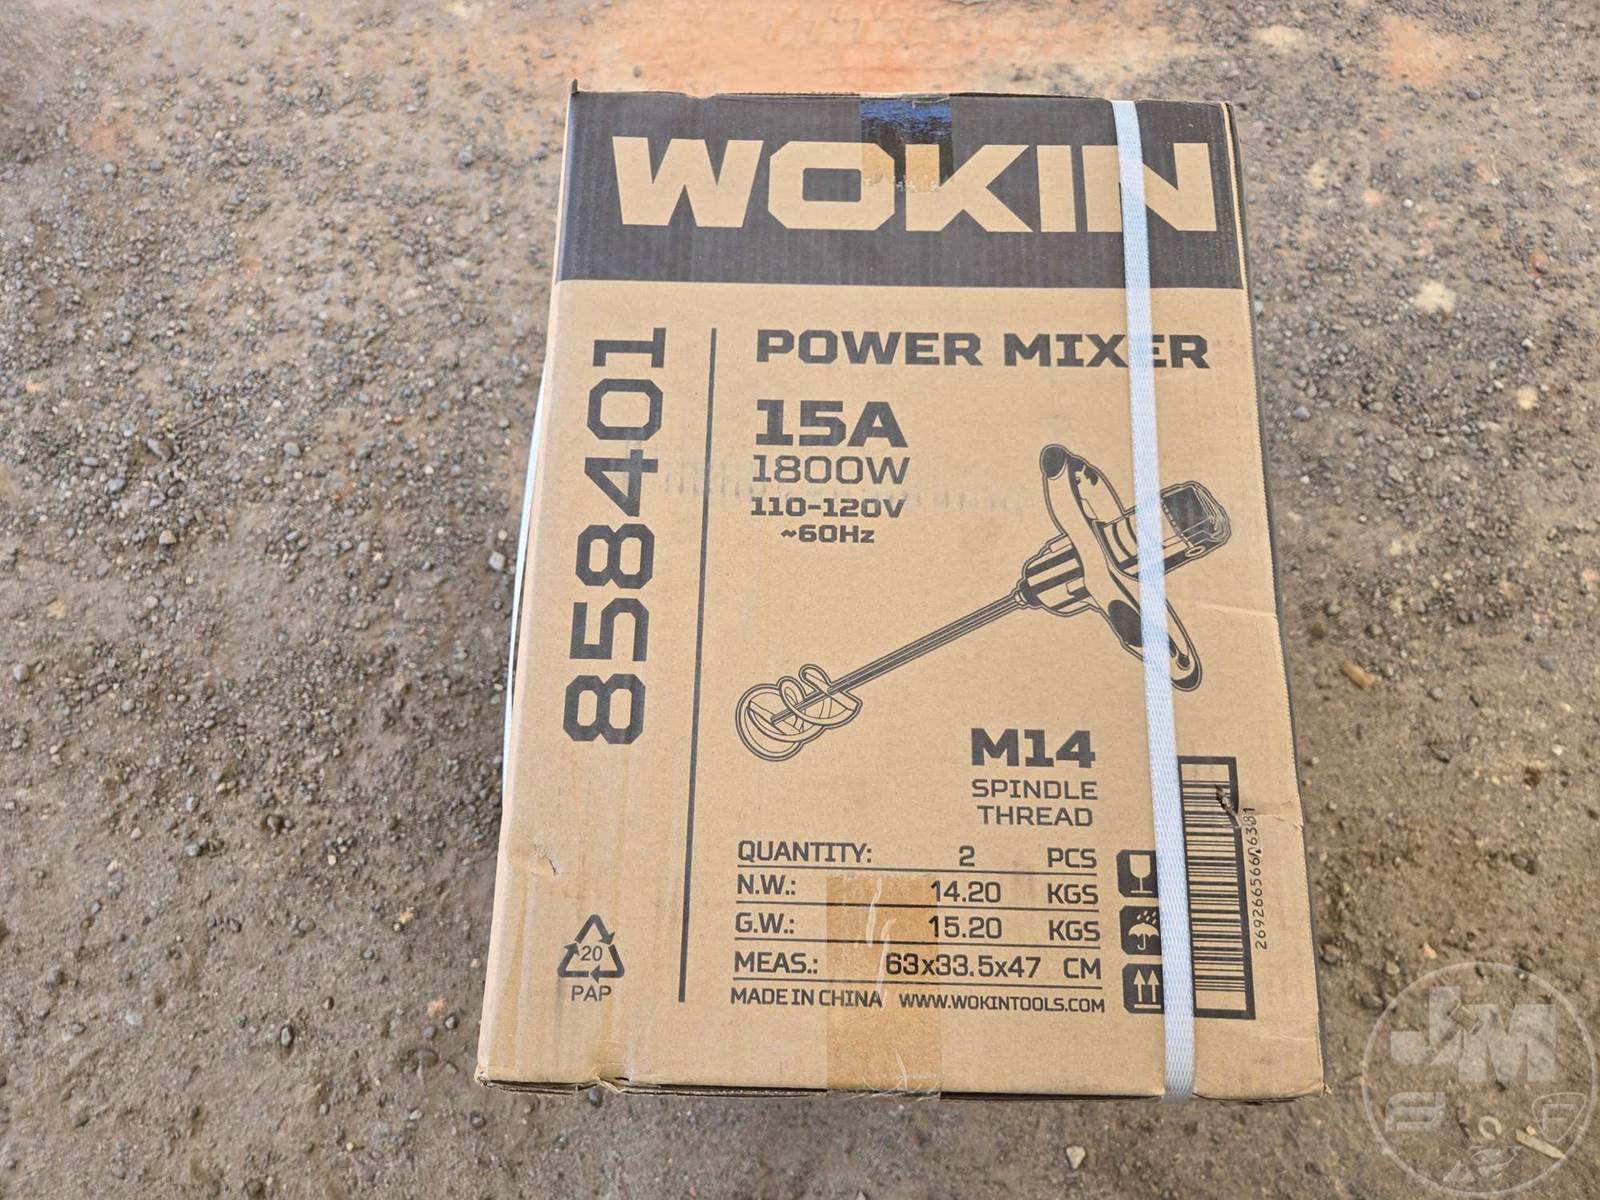 WOKIN
858401
POWER MIXER
15A
1800W
110-120V
~60Hz
M14
SPINDLE
THREAD
QUANTITY: 2 PCS
N.W.: 14.20 KGS
G.W.: 15.20 KGS
MEAS.: 63x33.5x47 CM
MADE IN CHINA WWW.WOKINTOOLS.COM
20
PAP
JM